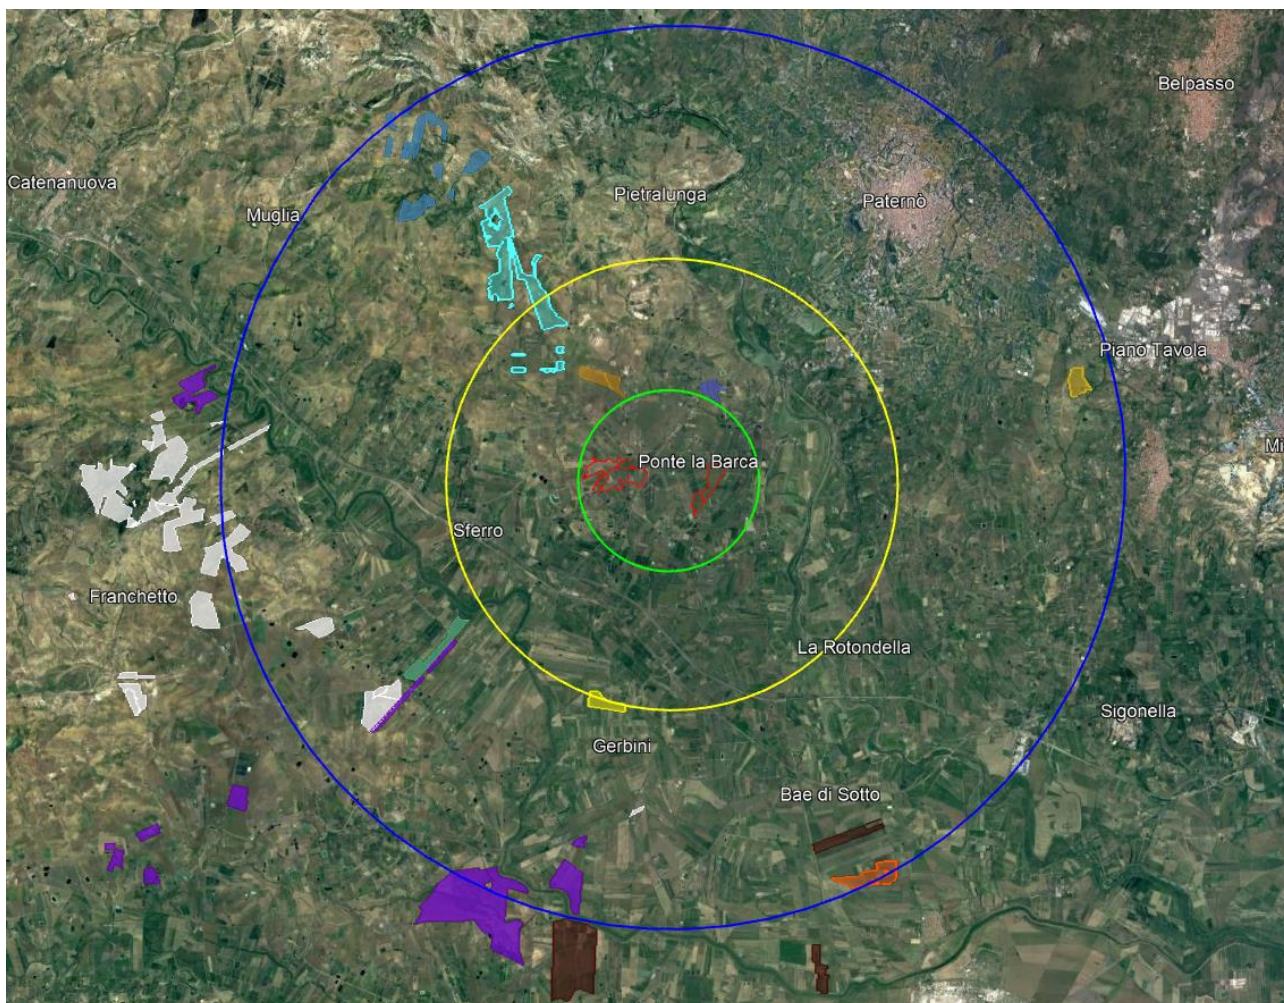 Belpasso
Catenanuova
Pietralunga
Paternò
Muglia
Piano Tavola
Mi
Ponte la Barca
Sferro
Franchetto
La Rotondella
Sigonella
Gerbini
Bae di Sotto